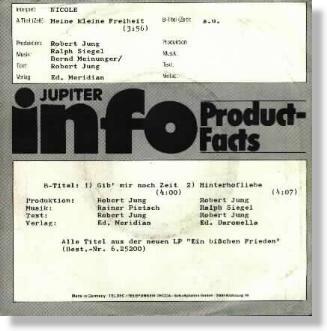 Interpret: NICOLE
A-Titel (Zeit): Meine kleine Freiheit B-Titel (Zeit): s.u.
(3:56)
Produktion: Robert Jung Produktion:
Musik: Ralph Siegel Musik:
Bernd Meinunger/
Text: Robert Jung Text:
Verlag: Ed. Meridian Verlag:
JUPITER
info Product-
Facts
B-Titel: 1) Gib' mir noch Zeit 2) Hinterhofliebe
(4:00) (4:07)
Produktion: Robert Jung Robert Jung
Musik: Rainer Pietsch Ralph Siegel
Text: Robert Jung Robert Jung
Verlag: Ed. Meridian Ed. Daromella
Alle Titel aus der neuen LP "Ein bißchen Frieden"
(Best.-Nr. 6.25200)
Made in Germany TELDEC